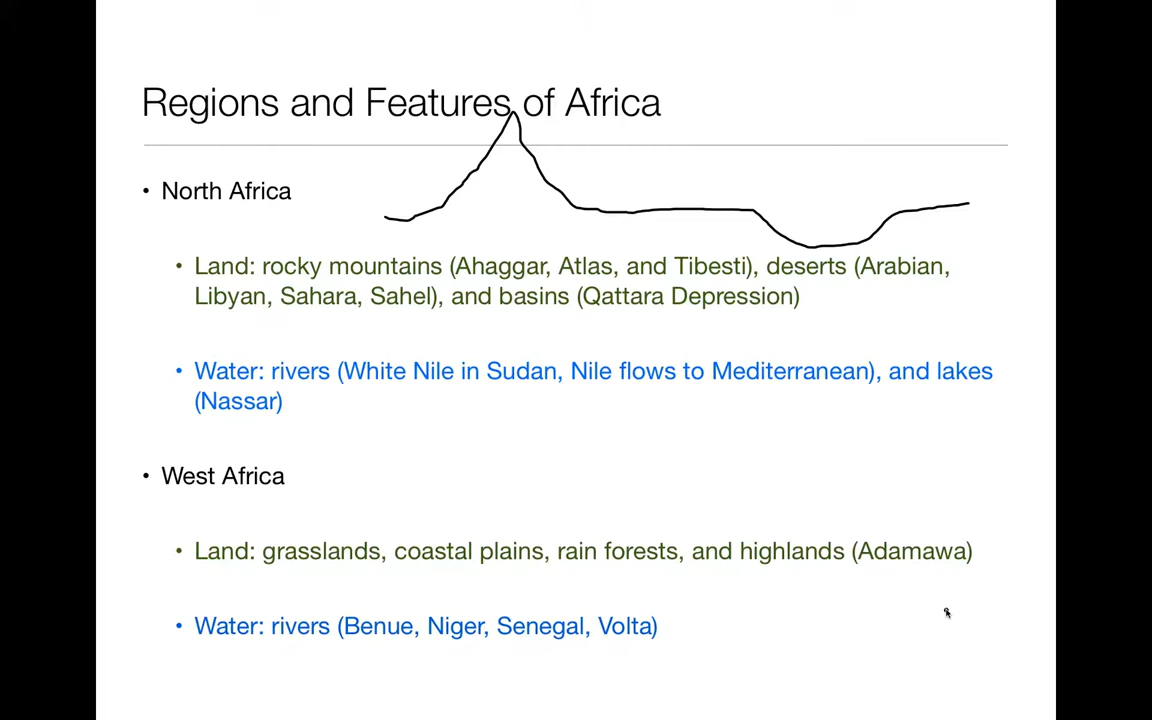 Regions and Features of Africa
• North Africa
• Land: rocky mountains (Ahaggar, Atlas, and Tibesti), deserts (Arabian,
Libyan, Sahara, Sahel), and basins (Qattara Depression)
• Water: rivers (White Nile in Sudan, Nile flows to Mediterranean), and lakes
(Nassar)
• West Africa
• Land: grasslands, coastal plains, rain forests, and highlands (Adamawa)
• Water: rivers (Benue, Niger, Senegal, Volta)